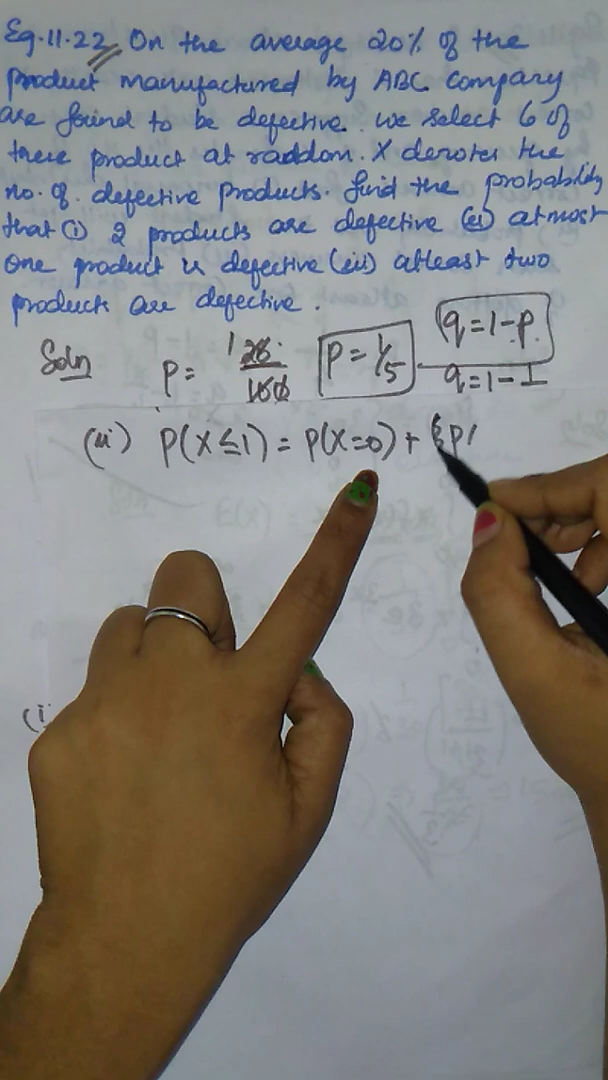 Eg.11.22 On the average 20% of the
product manufactured by ABC Company
are found to be defective. we select 6 of
these product at raddom. X denotes the
no. of defective Products. find the probability
that (i) 2 products are defective (ii) atmost
One product is defective (iii) atleast two
products are defective.
Soln P = 20/100 P = 1/5 q = 1 - p
q = 1 - 1
(ii) P(X ≤ 1) = P(X=0) + P(
(i